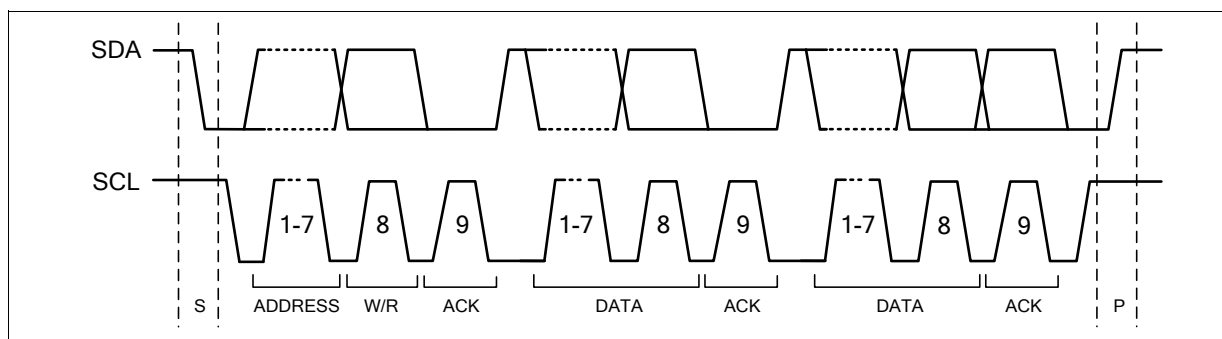 SDA
SCL
1-7 8 9 1-7 8 9 1-7 8 9
S ADDRESS W/R ACK DATA ACK DATA ACK P